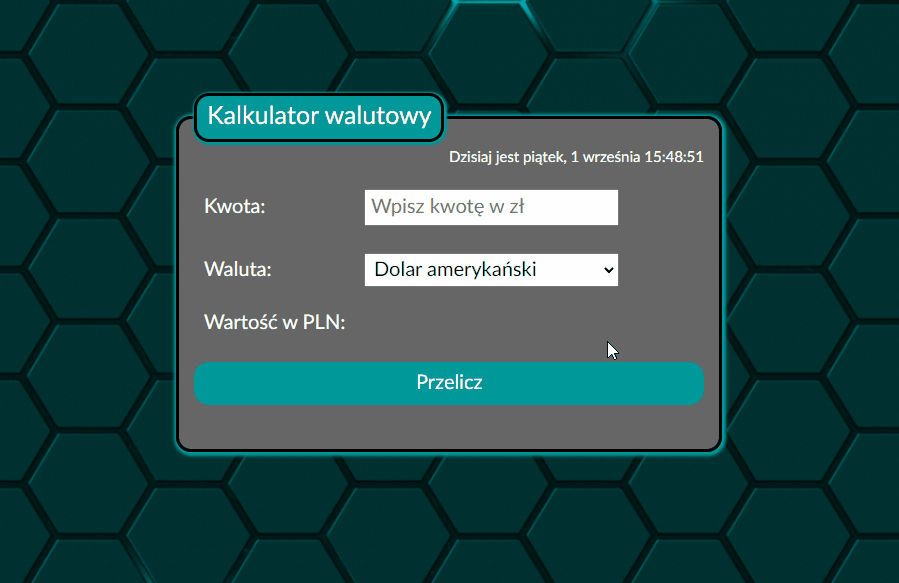 Kalkulator walutowy
Dzisiaj jest piątek, 1 września 15:48:51
Kwota: Wpisz kwotę w zł
Waluta: Dolar amerykański
Wartość w PLN:
Przelicz